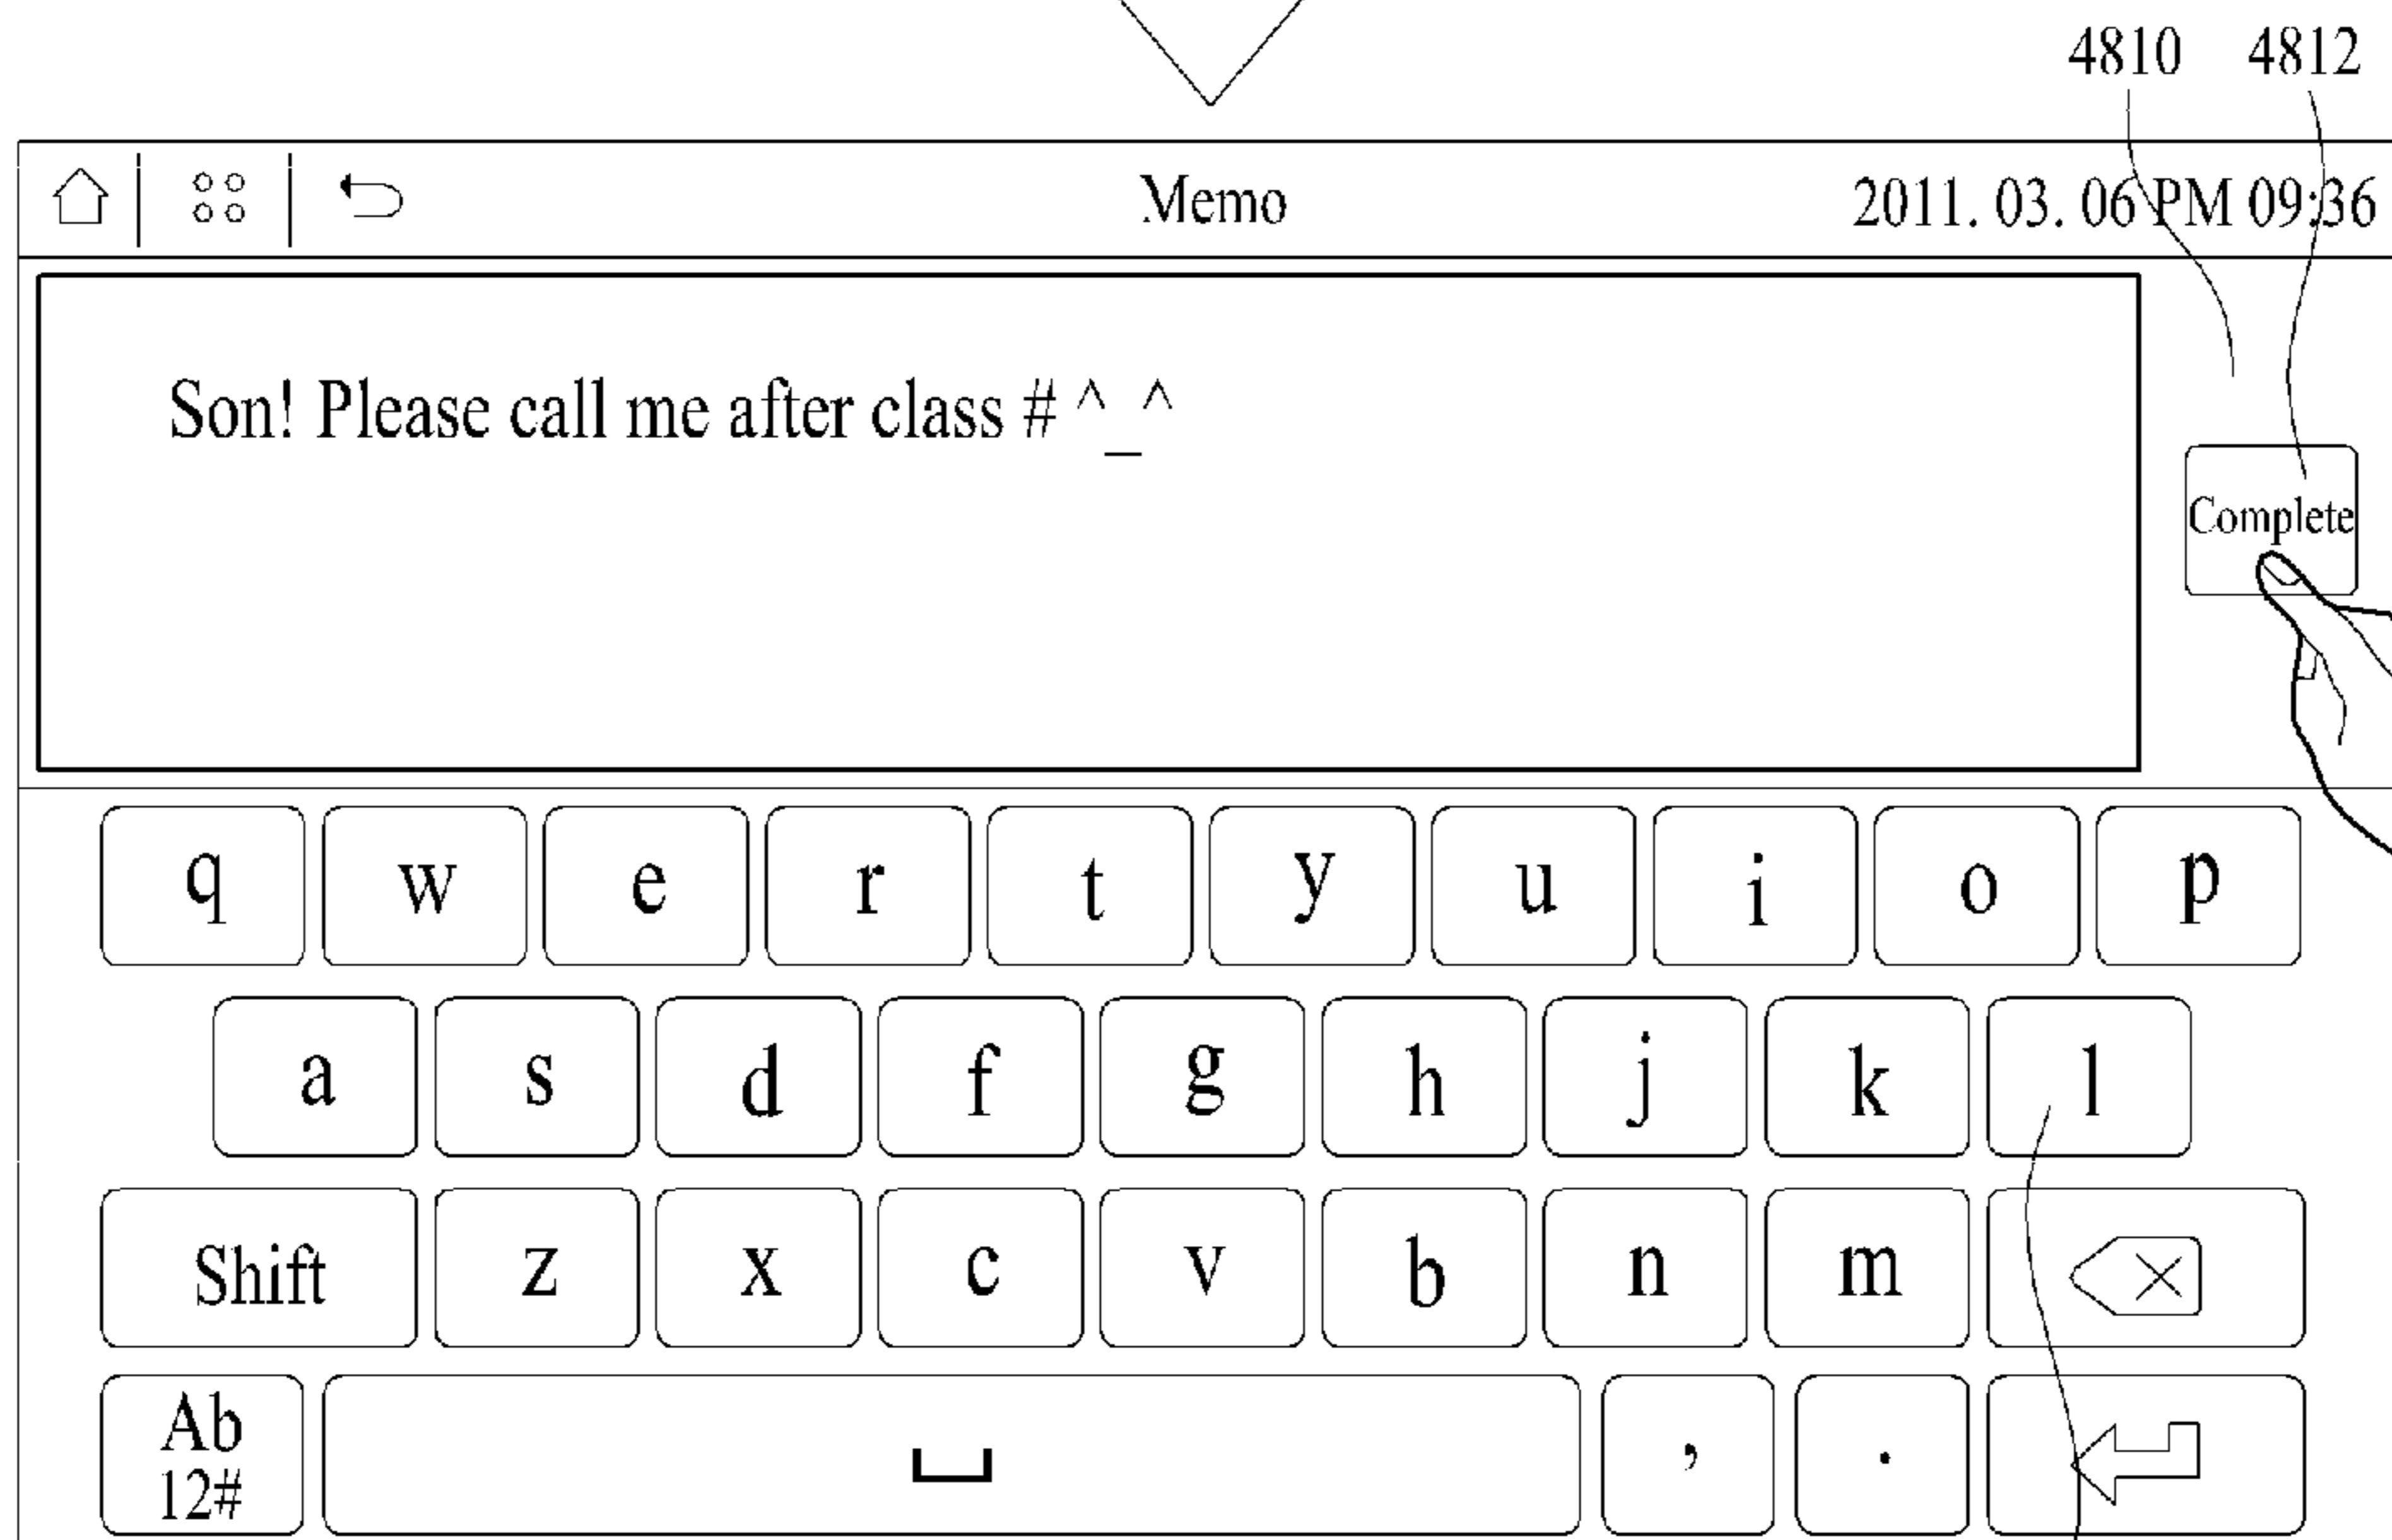 4810 4812
Memo 2011. 03. 06 PM 09:36
Son! Please call me after class # ^_^
Complete
q w e r t y u i o p
a s d f g h j k l
Shift z x c v b n m
Ab
12# , .